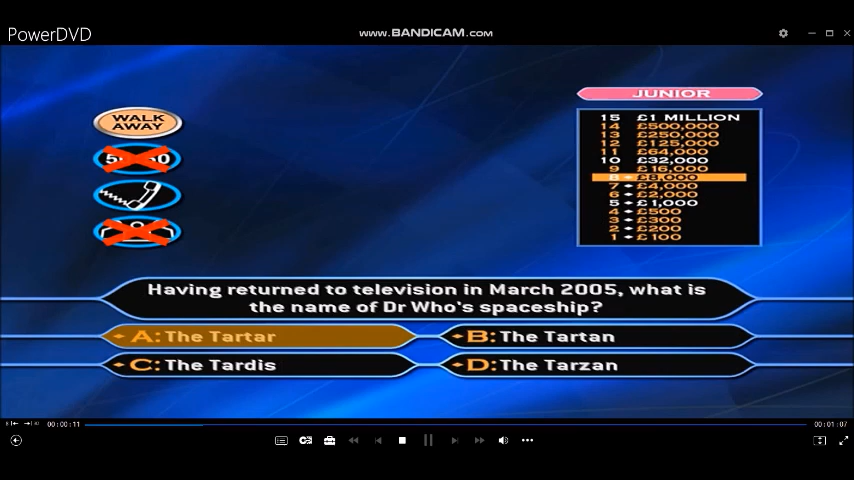 PowerDVD
www.BANDICAM.com
JUNIOR
WALK
AWAY
15 £1 MILLION
14 £500,000
13 £250,000
12 £125,000
11 £64,000
10 £32,000
9 £16,000
8 £8,000
7 £4,000
6 £2,000
5 £1,000
4 £500
3 £300
2 £200
1 £100
Having returned to television in March 2005, what is
the name of Dr Who's spaceship?
A: The Tartar
B: The Tartan
C: The Tardis
D: The Tarzan
00:00:11
00:01:07